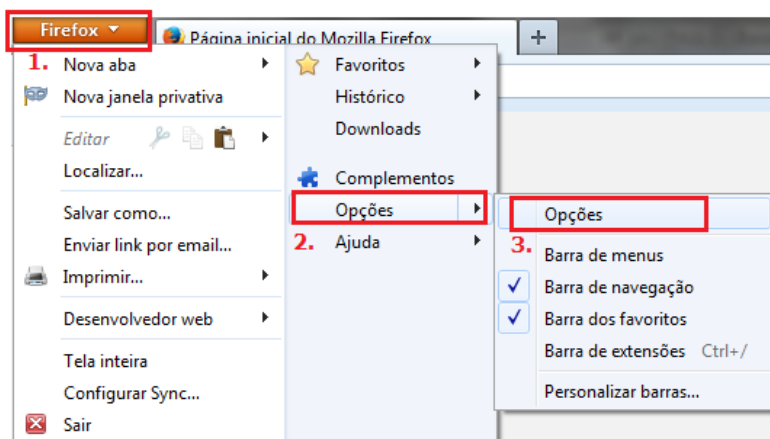 Firefox
Página inicial do Mozilla Firefox
+
1. Nova aba
Nova janela privativa
Editar
Localizar...
Salvar como...
Enviar link por email...
Imprimir...
Desenvolvedor web
Tela inteira
Configurar Sync...
Sair
Favoritos
Histórico
Downloads
Complementos
Opções
2. Ajuda
Opções
3.
Barra de menus
Barra de navegação
Barra dos favoritos
Barra de extensões Ctrl+/
Personalizar barras...